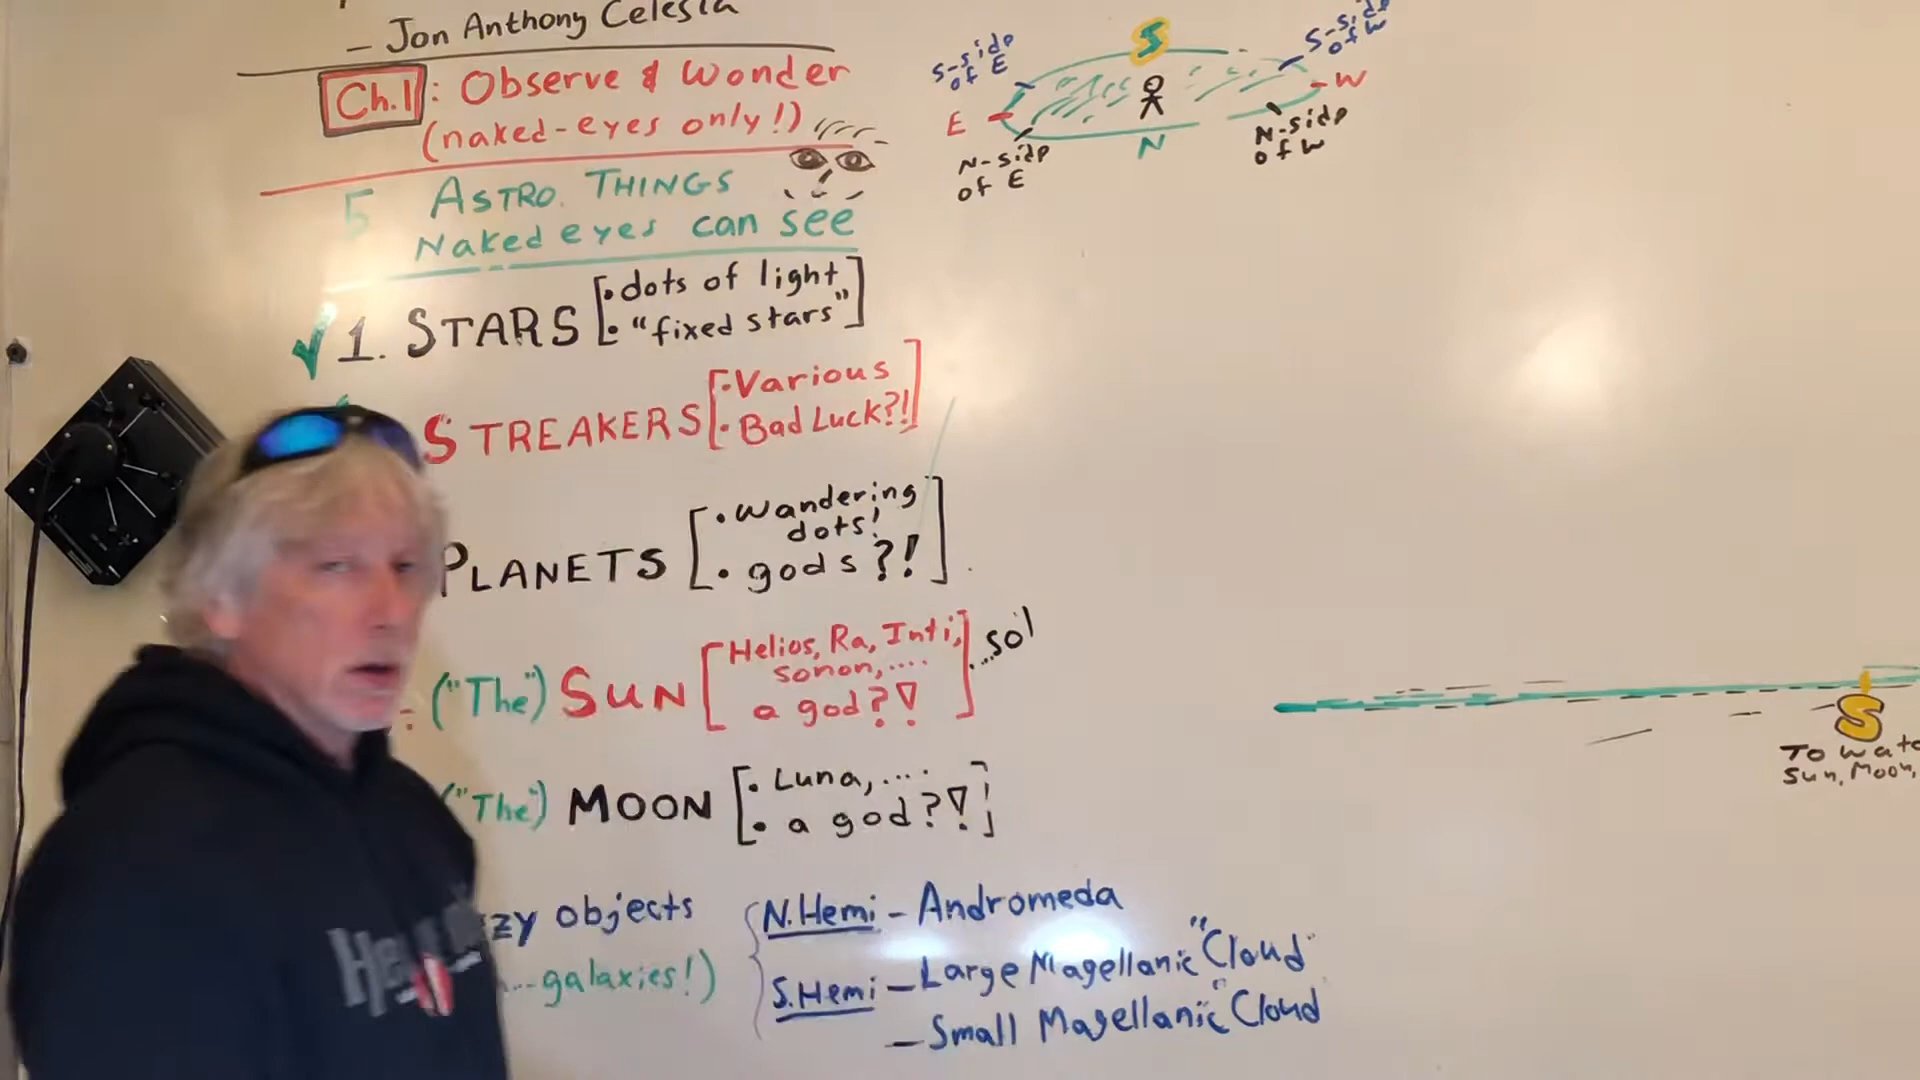 – Jon Anthony Celesta
Ch.1: Observe & Wonder
(naked-eyes only!)
5 ASTRO. THINGS
Naked eyes can see
✓ 1. STARS [• dots of light
• "fixed stars"]
STREAKERS [• Various
• Bad Luck?!]
PLANETS [• Wandering
dots!
• gods?!]
("The") SUN [Helios, Ra, Inti,
sonon, ....
a god?!] ...sol
("The") MOON [• Luna, ....
• a god?!]
zzy objects
...galaxies!)
N.Hemi - Andromeda
S.Hemi - Large Magellanic "Cloud"
- Small Magellanic "Cloud
S-side
of E
S
S-side
of W
E
W
N-side
of E
N
N-side
of W
S
To watc
Sun, Moon,